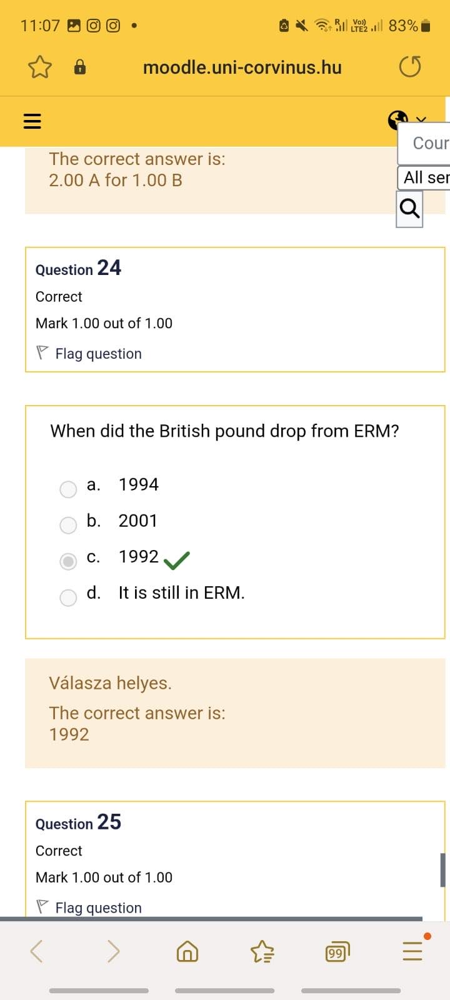 11:07
R
Vo))
LTE2
83%
moodle.uni-corvinus.hu
Cour
All ser
The correct answer is:
2.00 A for 1.00 B
Question 24
Correct
Mark 1.00 out of 1.00
Flag question
When did the British pound drop from ERM?
a. 1994
b. 2001
c. 1992
d. It is still in ERM.
Válasza helyes.
The correct answer is:
1992
Question 25
Correct
Mark 1.00 out of 1.00
Flag question
99